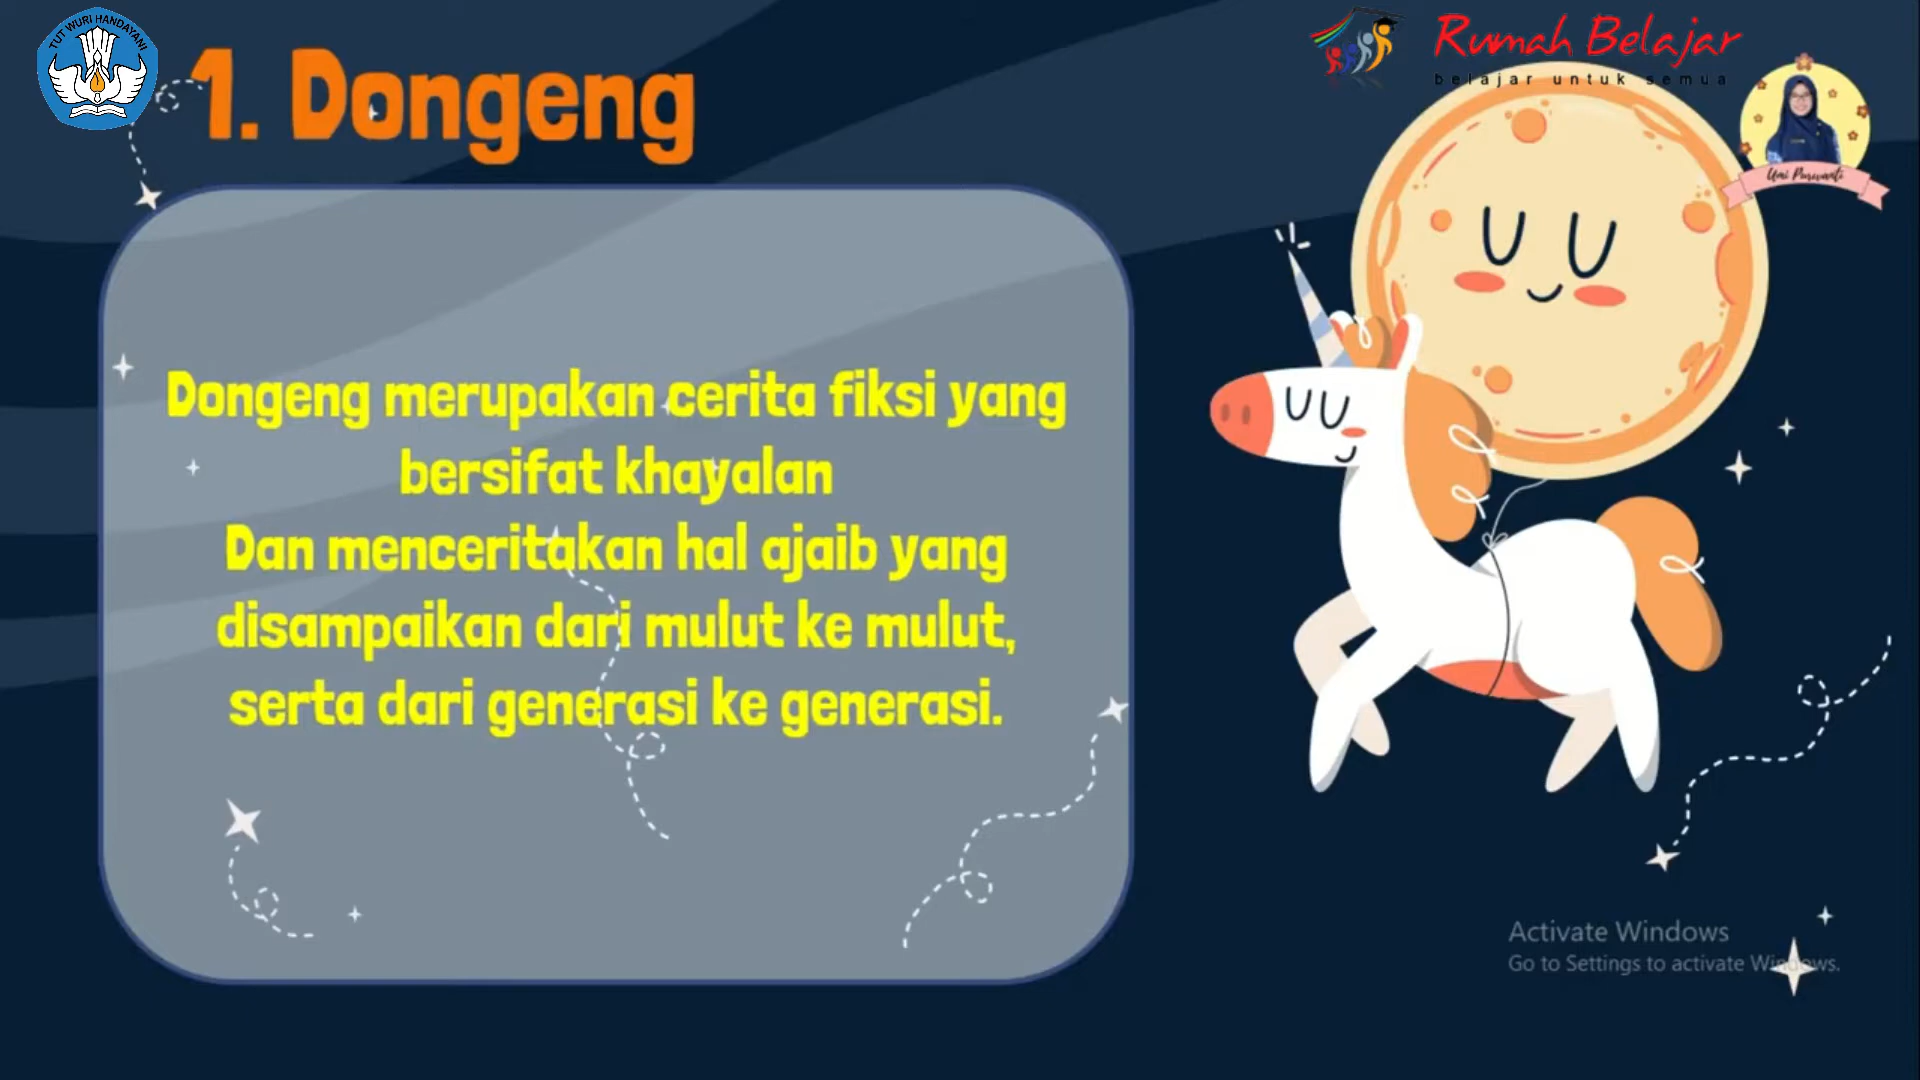 TUT WURI HANDAYANI
1. Dongeng
Rumah Belajar
belajar untuk semua
Umi Purwanti
Dongeng merupakan cerita fiksi yang
bersifat khayalan
Dan menceritakan hal ajaib yang
disampaikan dari mulut ke mulut,
serta dari generasi ke generasi.
Activate Windows
Go to Settings to activate Windows.